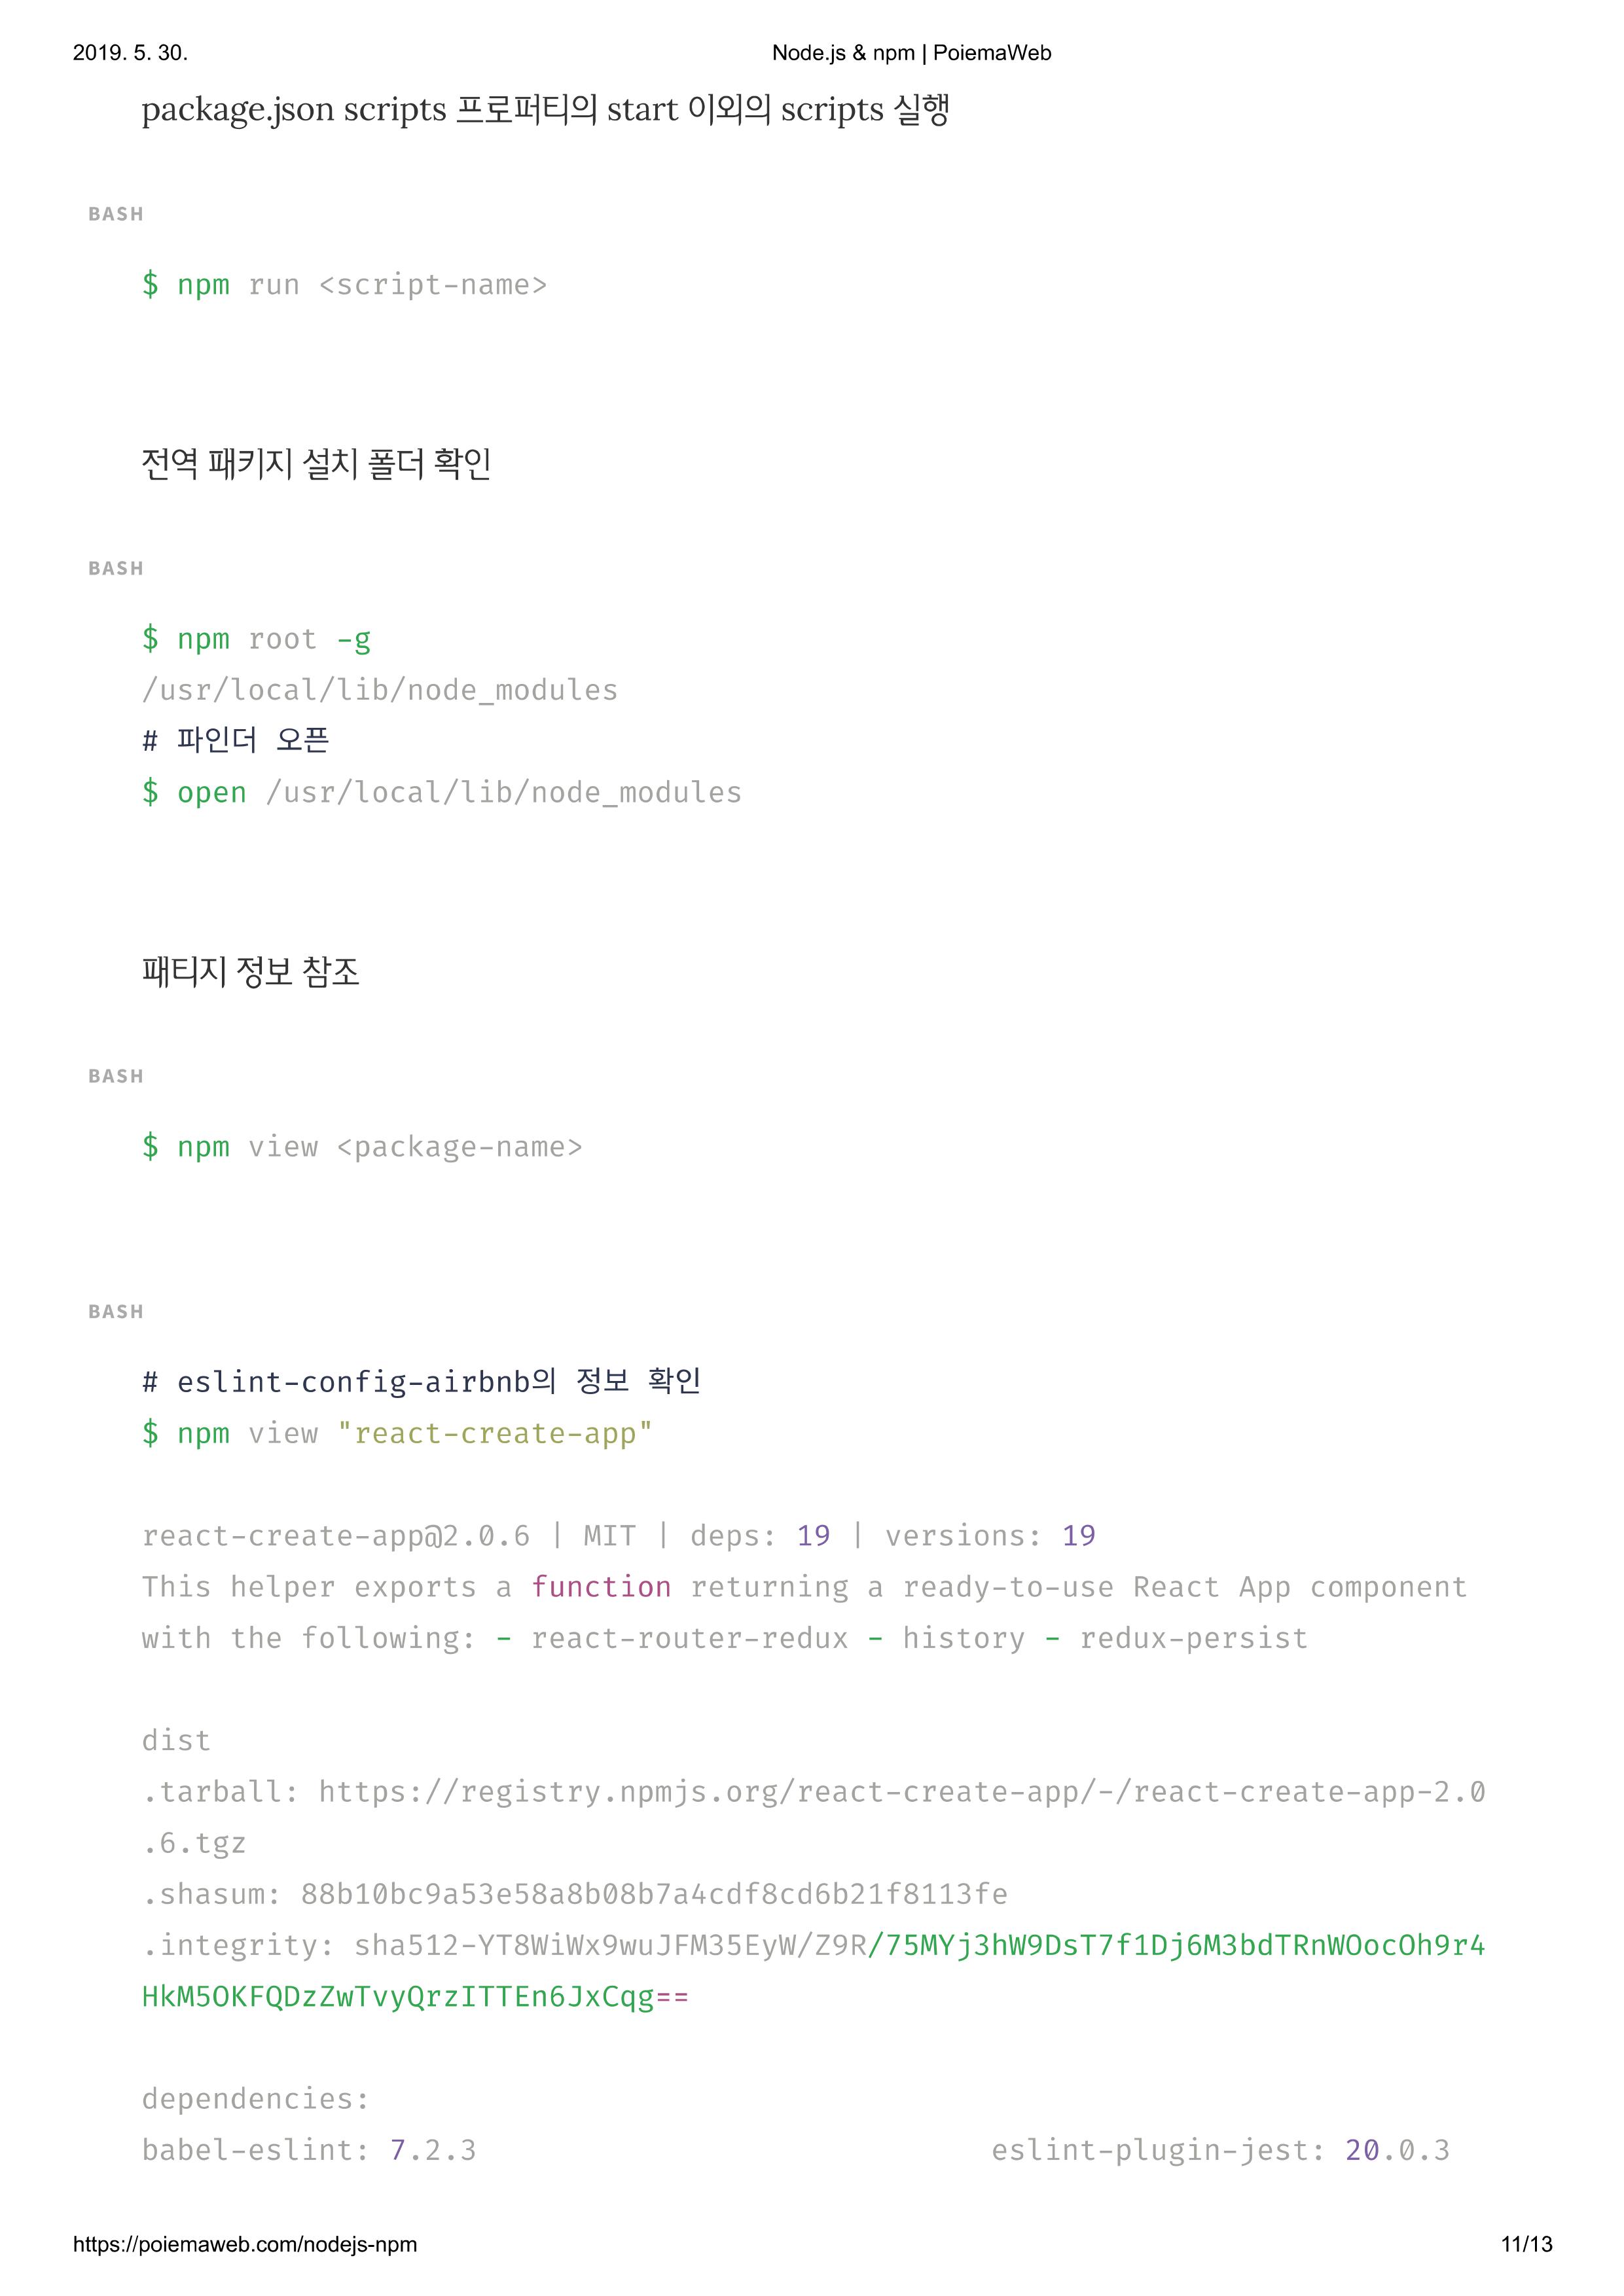 2019. 5. 30.
Node.js & npm | PoiemaWeb
package.json scripts 프로퍼티의 start 이외의 scripts 실행
BASH
$ npm run <script-name>
전역 패키지 설치 폴더 확인
BASH
$ npm root -g
/usr/local/lib/node_modules
# 파인더 오픈
$ open /usr/local/lib/node_modules
패티지 정보 참조
BASH
$ npm view <package-name>
BASH
# eslint-config-airbnb의 정보 확인
$ npm view "react-create-app"
react-create-app@2.0.6 | MIT | deps: 19 | versions: 19
This helper exports a function returning a ready-to-use React App component
with the following: - react-router-redux - history - redux-persist
dist
.tarball: https://registry.npmjs.org/react-create-app/-/react-create-app-2.0
.6.tgz
.shasum: 88b10bc9a53e58a8b08b7a4cdf8cd6b21f8113fe
.integrity: sha512-YT8WiWx9wuJFM35EyW/Z9R/75MYj3hW9DsT7f1Dj6M3bdTRnWOocOh9r4
HkM5OKFQDzZwTvyQrzITTEn6JxCqg==
dependencies:
babel-eslint: 7.2.3 eslint-plugin-jest: 20.0.3
https://poiemaweb.com/nodejs-npm
11/13